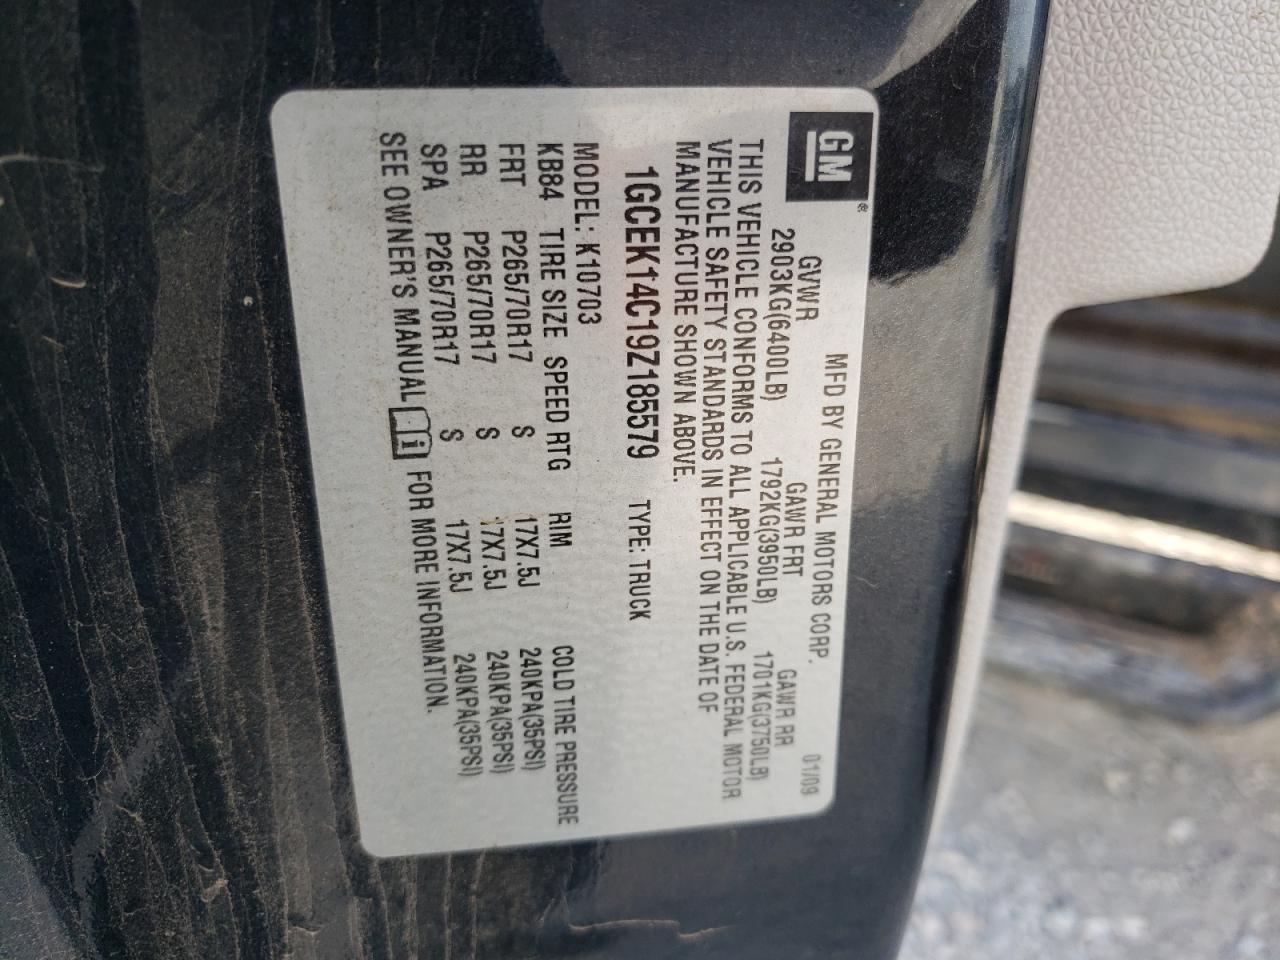 GM®
MFD BY GENERAL MOTORS CORP. 01/09
GVWR GAWR FRT GAWR RR
2903KG(6400LB) 1792KG(3950LB) 1701KG(3750LB)
THIS VEHICLE CONFORMS TO ALL APPLICABLE U.S. FEDERAL MOTOR
VEHICLE SAFETY STANDARDS IN EFFECT ON THE DATE OF
MANUFACTURE SHOWN ABOVE.
1GCEK14C19Z185579 TYPE: TRUCK
MODEL: K10703
KB84 TIRE SIZE SPEED RTG RIM COLD TIRE PRESSURE
FRT P265/70R17 S 17X7.5J 240KPA(35PSI)
RR P265/70R17 S 17X7.5J 240KPA(35PSI)
SPA P265/70R17 S 17X7.5J 240KPA(35PSI)
SEE OWNER'S MANUAL i FOR MORE INFORMATION.